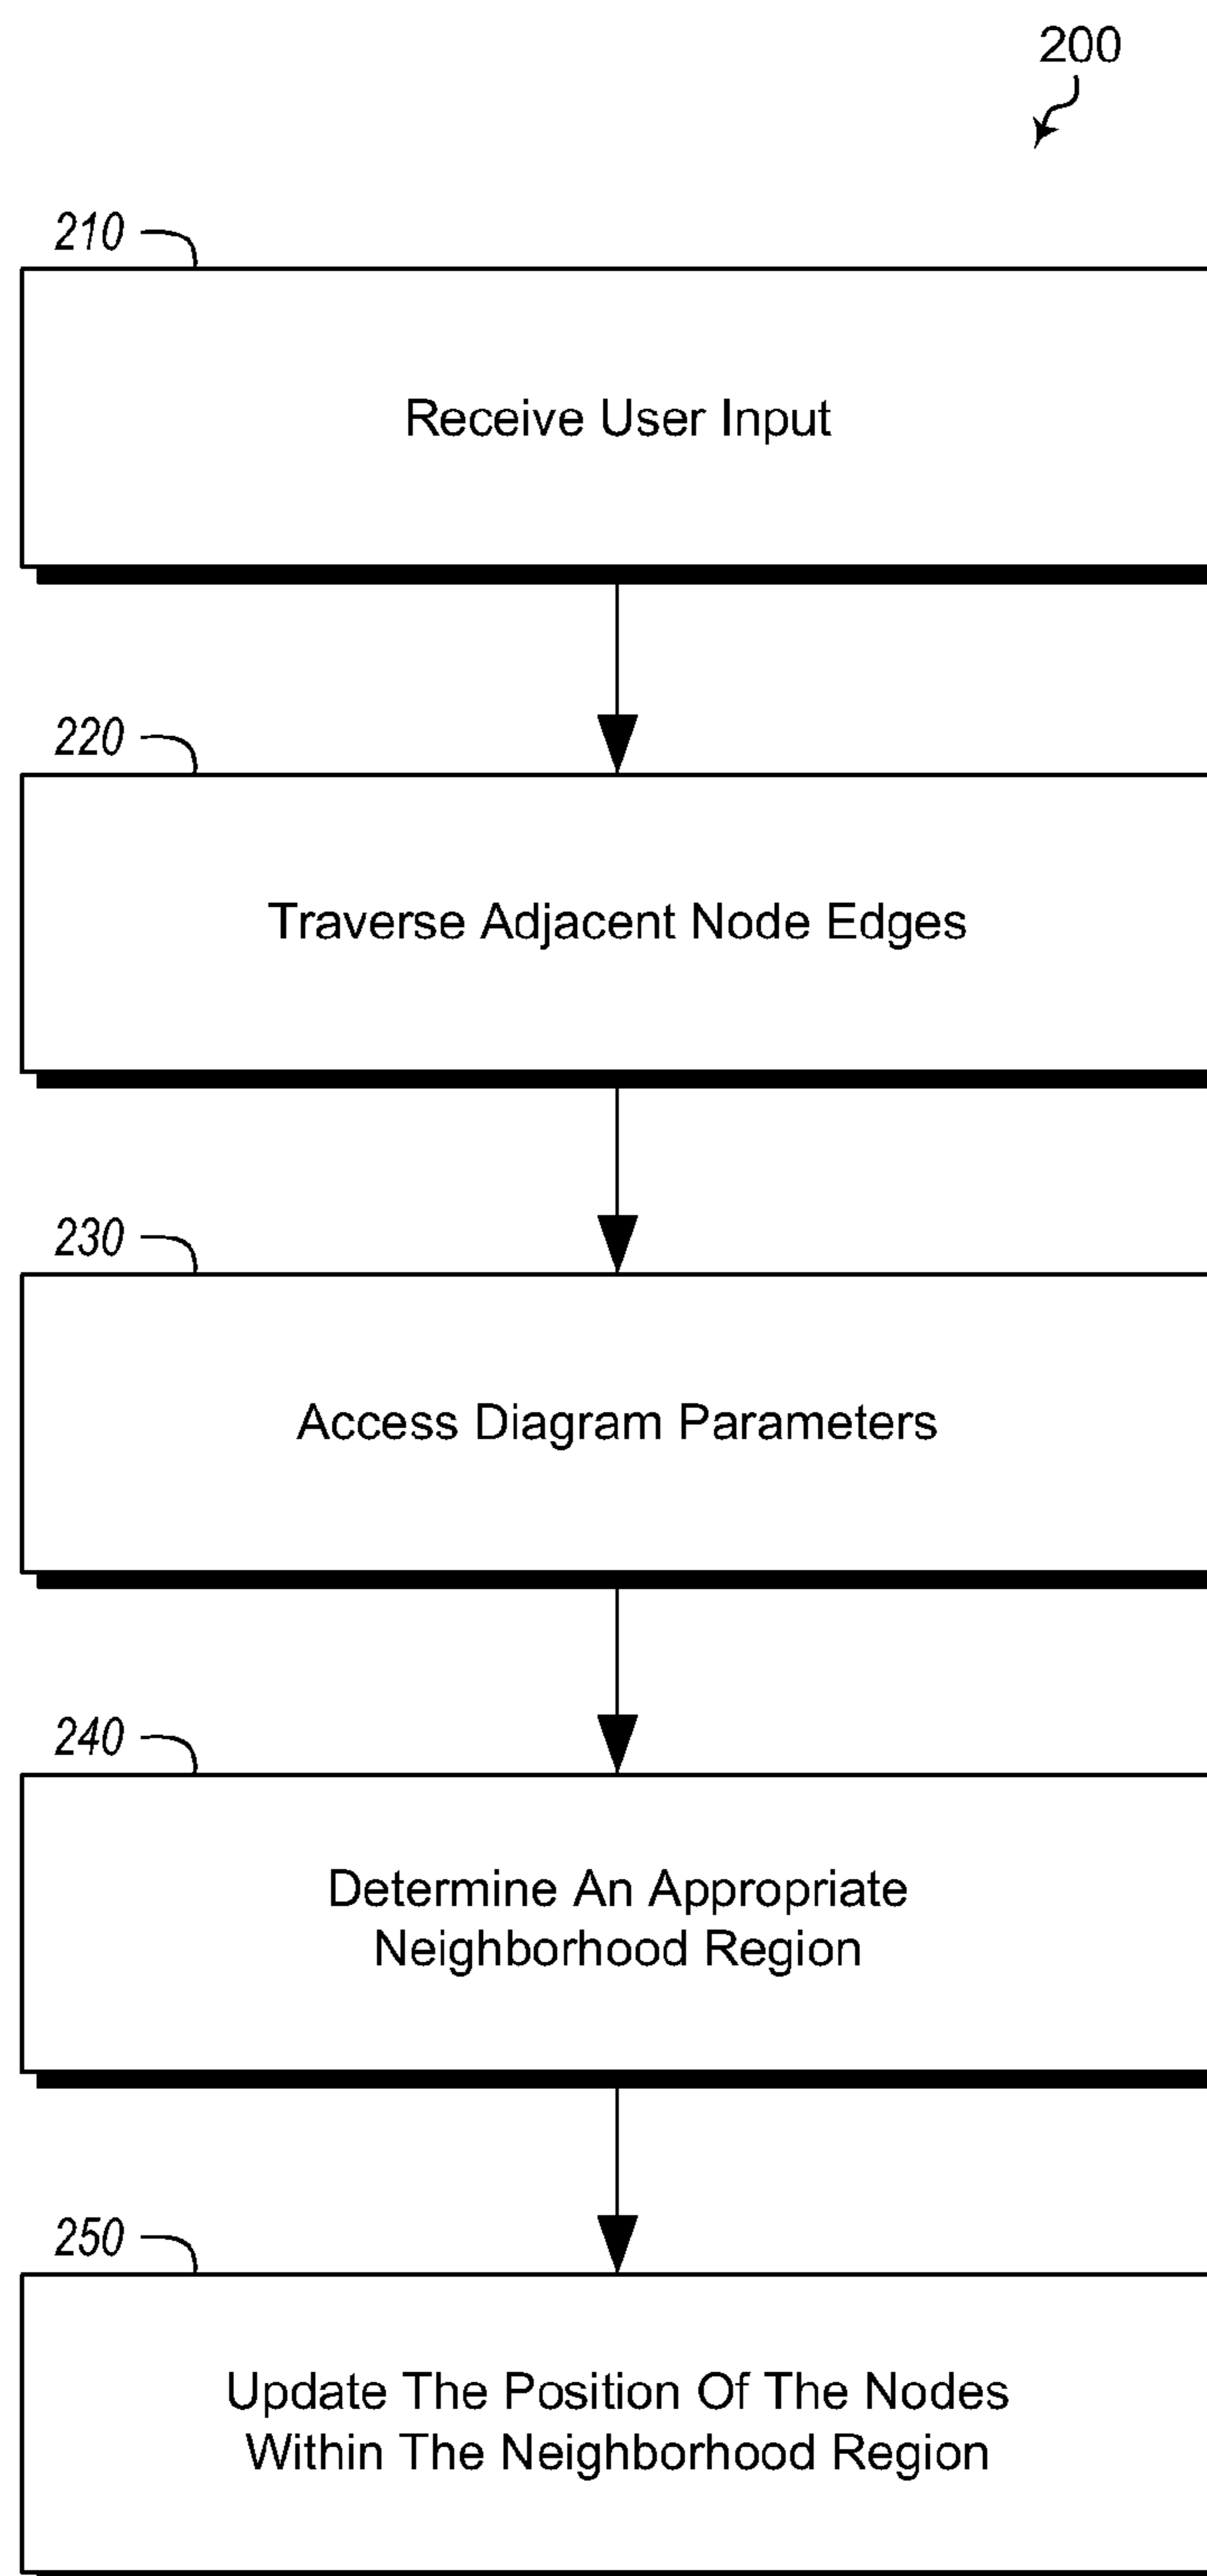 200
210
Receive User Input
220
Traverse Adjacent Node Edges
230
Access Diagram Parameters
240
Determine An Appropriate
Neighborhood Region
250
Update The Position Of The Nodes
Within The Neighborhood Region